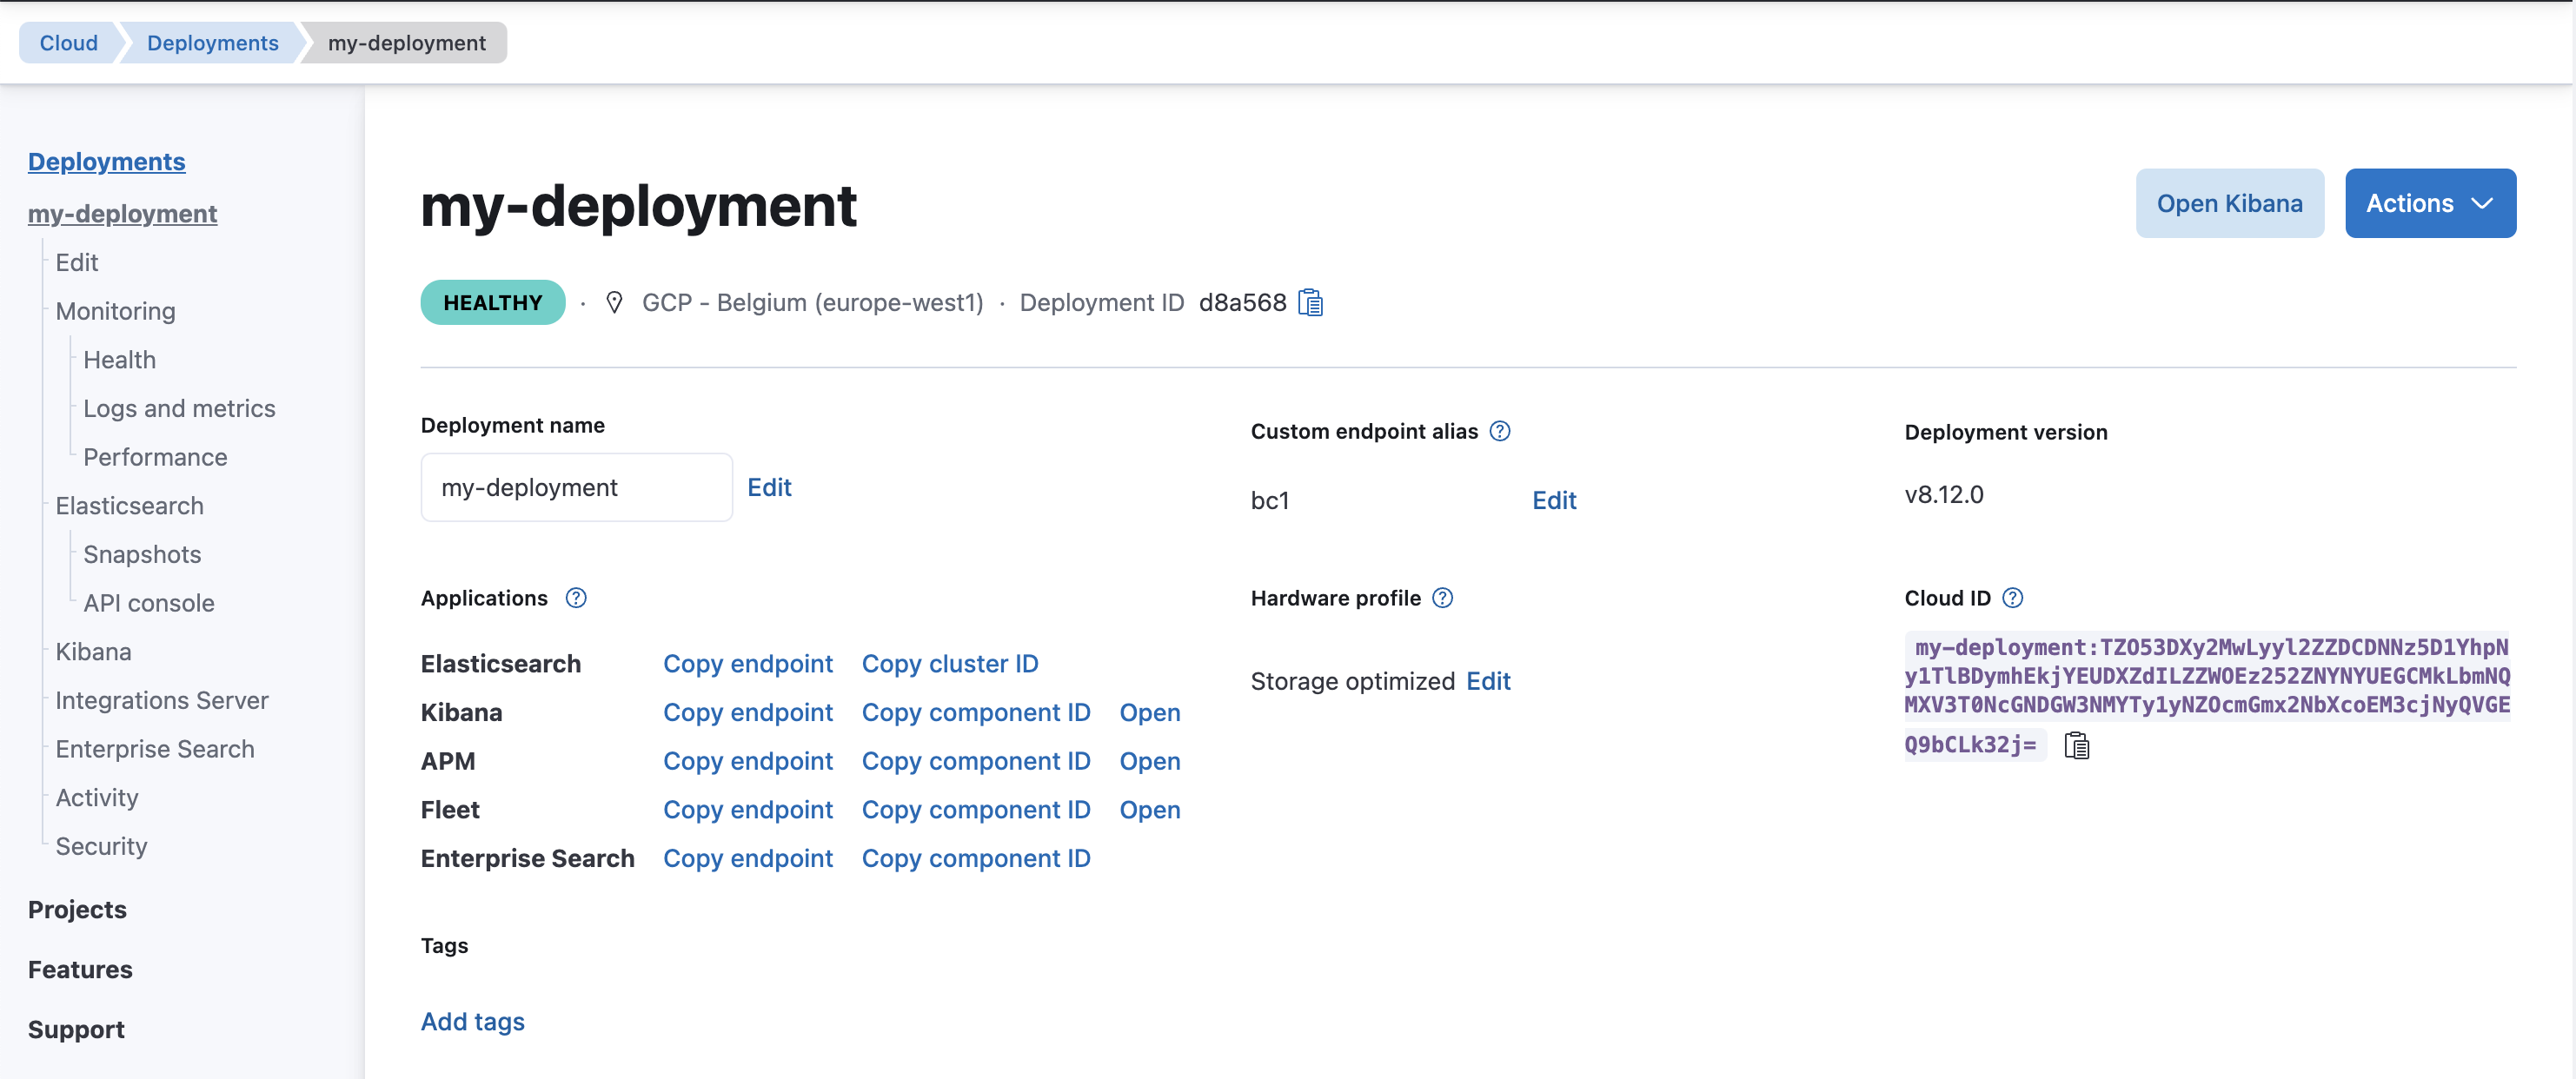 Cloud Deployments my-deployment
Deployments
my-deployment
Edit
Monitoring
Health
Logs and metrics
Performance
Elasticsearch
Snapshots
API console
Kibana
Integrations Server
Enterprise Search
Activity
Security
Projects
Features
Support
my-deployment
Open Kibana
Actions
HEALTHY · GCP - Belgium (europe-west1) · Deployment ID d8a568
Deployment name
my-deployment Edit
Custom endpoint alias
bc1 Edit
Deployment version
v8.12.0
Applications
Elasticsearch Copy endpoint Copy cluster ID
Kibana Copy endpoint Copy component ID Open
APM Copy endpoint Copy component ID Open
Fleet Copy endpoint Copy component ID Open
Enterprise Search Copy endpoint Copy component ID
Hardware profile
Storage optimized Edit
Cloud ID
my-deployment:TZO53DXy2MwLyyl2ZZDCDNNz5D1YhpN
y1TlBDymhEkjYEUDXZdILZZWOEz252ZNYNYUEGCMkLbmNQ
MXV3T0NcGNDGW3NMYTy1yNZOcmGmx2NbXcoEM3cjNyQVGE
Q9bCLk32j=
Tags
Add tags